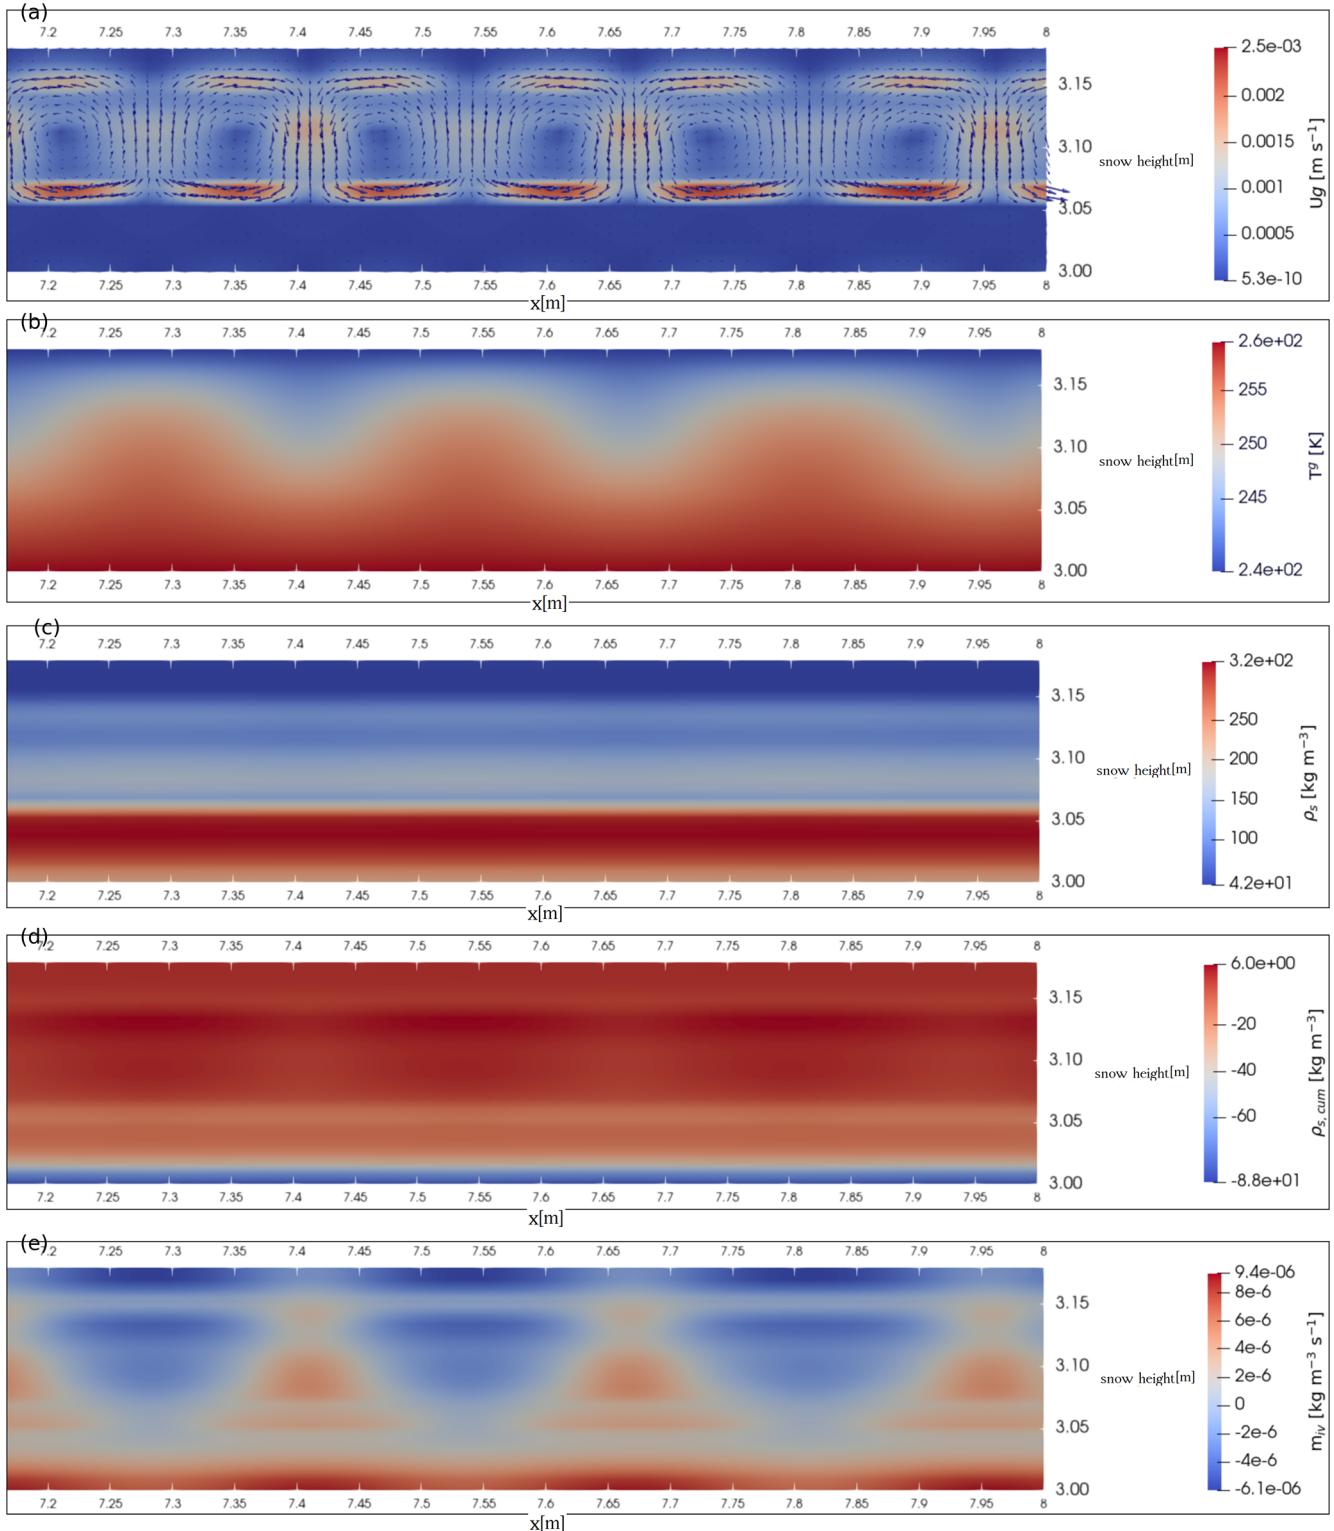 (a)
7.2 7.25 7.3 7.35 7.4 7.45 7.5 7.55 7.6 7.65 7.7 7.75 7.8 7.85 7.9 7.95 8
3.15
3.10
snow height[m]
3.05
3.00
7.2 7.25 7.3 7.35 7.4 7.45 7.5 7.55 7.6 7.65 7.7 7.75 7.8 7.85 7.9 7.95 8
x[m]
2.5e-03
0.002
0.0015
0.001
0.0005
5.3e-10
Ug [m s⁻¹]
(b)
7.2 7.25 7.3 7.35 7.4 7.45 7.5 7.55 7.6 7.65 7.7 7.75 7.8 7.85 7.9 7.95 8
3.15
3.10
snow height[m]
3.05
3.00
7.2 7.25 7.3 7.35 7.4 7.45 7.5 7.55 7.6 7.65 7.7 7.75 7.8 7.85 7.9 7.95 8
x[m]
2.6e+02
255
250
245
2.4e+02
Tᵍ [K]
(c)
7.2 7.25 7.3 7.35 7.4 7.45 7.5 7.55 7.6 7.65 7.7 7.75 7.8 7.85 7.9 7.95 8
3.15
3.10
snow height[m]
3.05
3.00
7.2 7.25 7.3 7.35 7.4 7.45 7.5 7.55 7.6 7.65 7.7 7.75 7.8 7.85 7.9 7.95 8
x[m]
3.2e+02
250
200
150
100
4.2e+01
ρₛ [kg m⁻³]
(d)
7.2 7.25 7.3 7.35 7.4 7.45 7.5 7.55 7.6 7.65 7.7 7.75 7.8 7.85 7.9 7.95 8
3.15
3.10
snow height[m]
3.05
3.00
7.2 7.25 7.3 7.35 7.4 7.45 7.5 7.55 7.6 7.65 7.7 7.75 7.8 7.85 7.9 7.95 8
x[m]
6.0e+00
-20
-40
-60
-8.8e+01
ρs, cum [kg m⁻³]
(e)
7.2 7.25 7.3 7.35 7.4 7.45 7.5 7.55 7.6 7.65 7.7 7.75 7.8 7.85 7.9 7.95 8
3.15
3.10
snow height[m]
3.05
3.00
7.2 7.25 7.3 7.35 7.4 7.45 7.5 7.55 7.6 7.65 7.7 7.75 7.8 7.85 7.9 7.95 8
x[m]
9.4e-06
8e-6
6e-6
4e-6
2e-6
0
-2e-6
-4e-6
-6.1e-06
miv [kg m⁻³ s⁻¹]